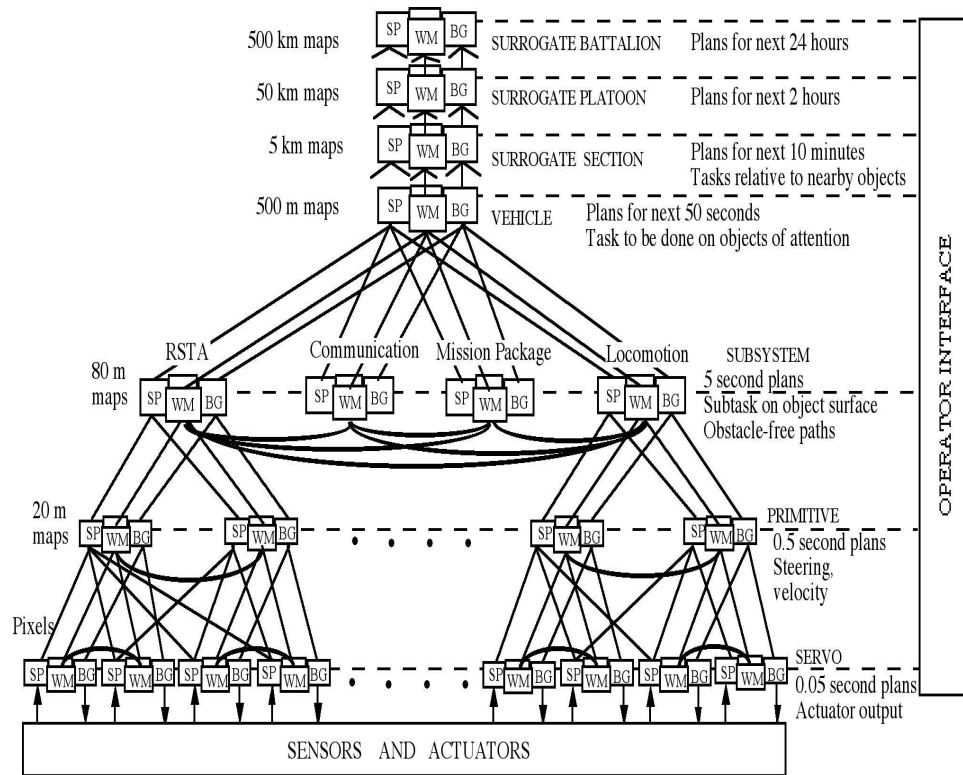 SP WM BG
500 km maps
SURROGATE BATTALION
Plans for next 24 hours
SP WM BG
50 km maps
SURROGATE PLATOON
Plans for next 2 hours
SP WM BG
5 km maps
SURROGATE SECTION
Plans for next 10 minutes
Tasks relative to nearby objects
SP WM BG
500 m maps
VEHICLE
Plans for next 50 seconds
Task to be done on objects of attention
OPERATOR INTERFACE
RSTA
Communication
Mission Package
Locomotion
SUBSYSTEM
80 m
maps
SP WM BG
SP WM BG
SP WM BG
SP WM BG
5 second plans
Subtask on object surface
Obstacle-free paths
20 m
maps
SP WM BG
SP WM BG
SP WM BG
SP WM BG
PRIMITIVE
0.5 second plans
Steering,
velocity
Pixels
SP WM BG
SP WM BG
SP WM BG
SP WM BG
SP WM BG
SP WM BG
SP WM BG
SP WM BG
SERVO
0.05 second plans
Actuator output
SENSORS AND ACTUATORS